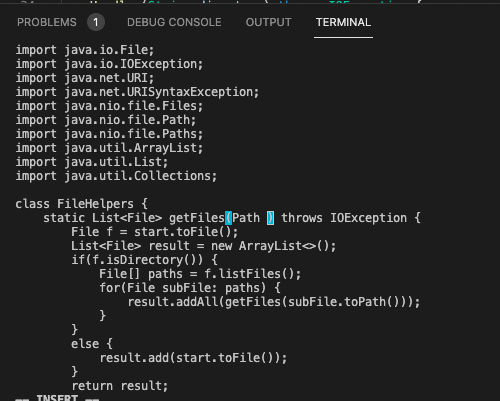 PROBLEMS 1 DEBUG CONSOLE OUTPUT TERMINAL
import java.io.File;
import java.io.IOException;
import java.net.URI;
import java.net.URISyntaxException;
import java.nio.file.Files;
import java.nio.file.Path;
import java.nio.file.Paths;
import java.util.ArrayList;
import java.util.List;
import java.util.Collections;
class FileHelpers {
    static List<File> getFiles(Path ) throws IOException {
        File f = start.toFile();
        List<File> result = new ArrayList<>();
        if(f.isDirectory()) {
            File[] paths = f.listFiles();
            for(File subFile: paths) {
                result.addAll(getFiles(subFile.toPath()));
            }
        }
        else {
            result.add(start.toFile());
        }
        return result;
-- INSERT --